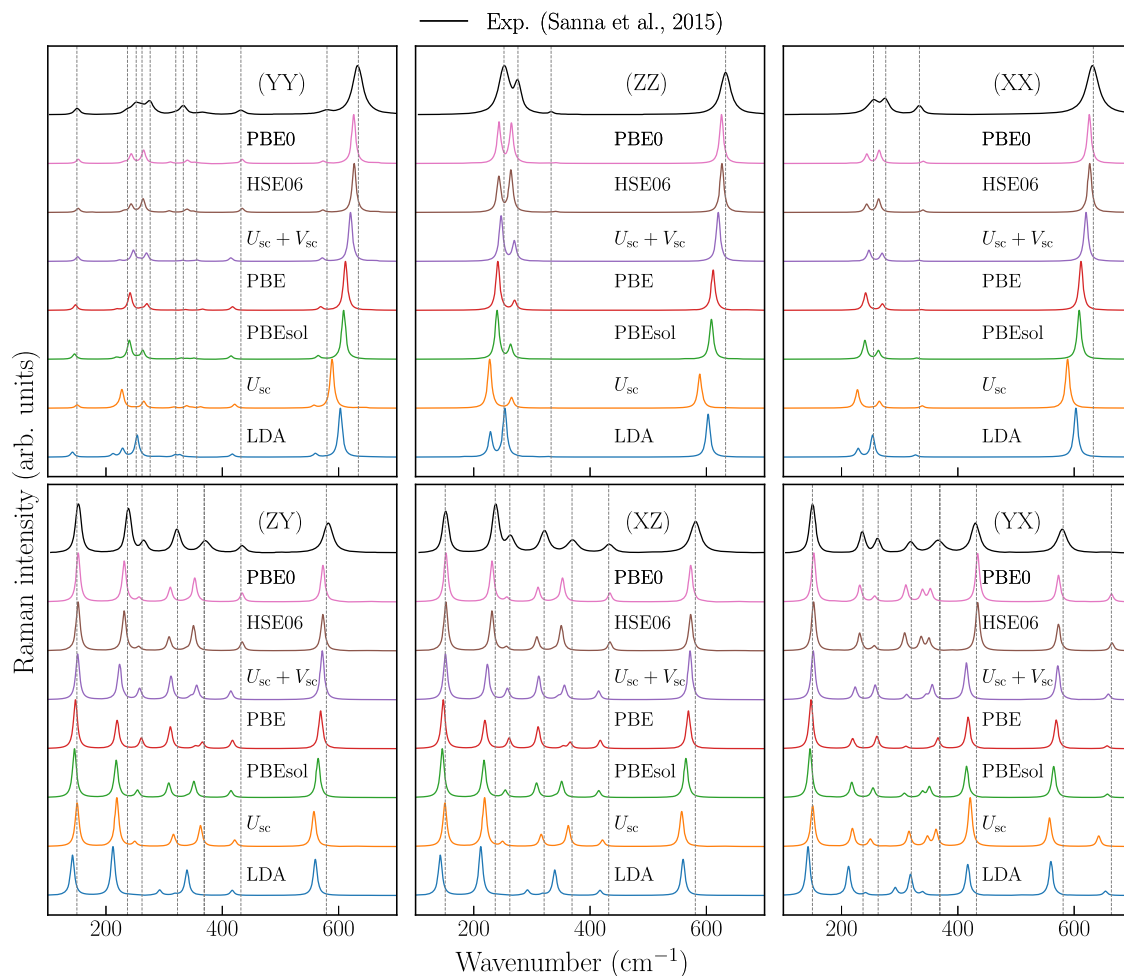 Exp. (Sanna et al., 2015)
(YY)
PBE0
HSE06
U_sc + V_sc
PBE
PBEsol
U_sc
LDA
(ZZ)
PBE0
HSE06
U_sc + V_sc
PBE
PBEsol
U_sc
LDA
(XX)
PBE0
HSE06
U_sc + V_sc
PBE
PBEsol
U_sc
LDA
Raman intensity (arb. units)
(ZY)
PBE0
HSE06
U_sc + V_sc
PBE
PBEsol
U_sc
LDA
200 400 600
(XZ)
PBE0
HSE06
U_sc + V_sc
PBE
PBEsol
U_sc
LDA
200 400 600
(YX)
PBE0
HSE06
U_sc + V_sc
PBE
PBEsol
U_sc
LDA
200 400 600
Wavenumber (cm⁻¹)